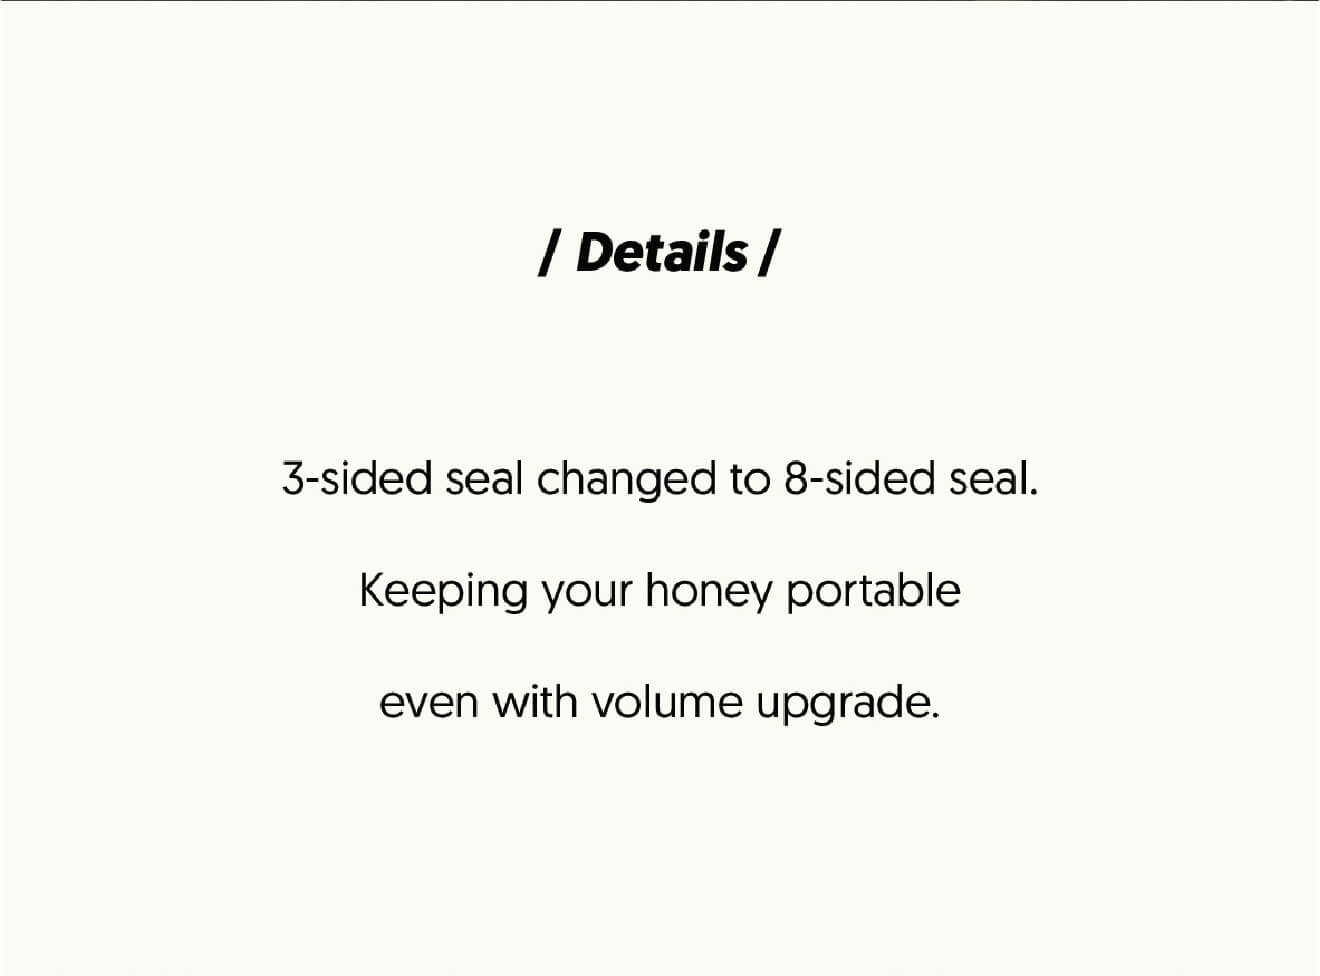 / Details /
3-sided seal changed to 8-sided seal.
Keeping your honey portable
even with volume upgrade.